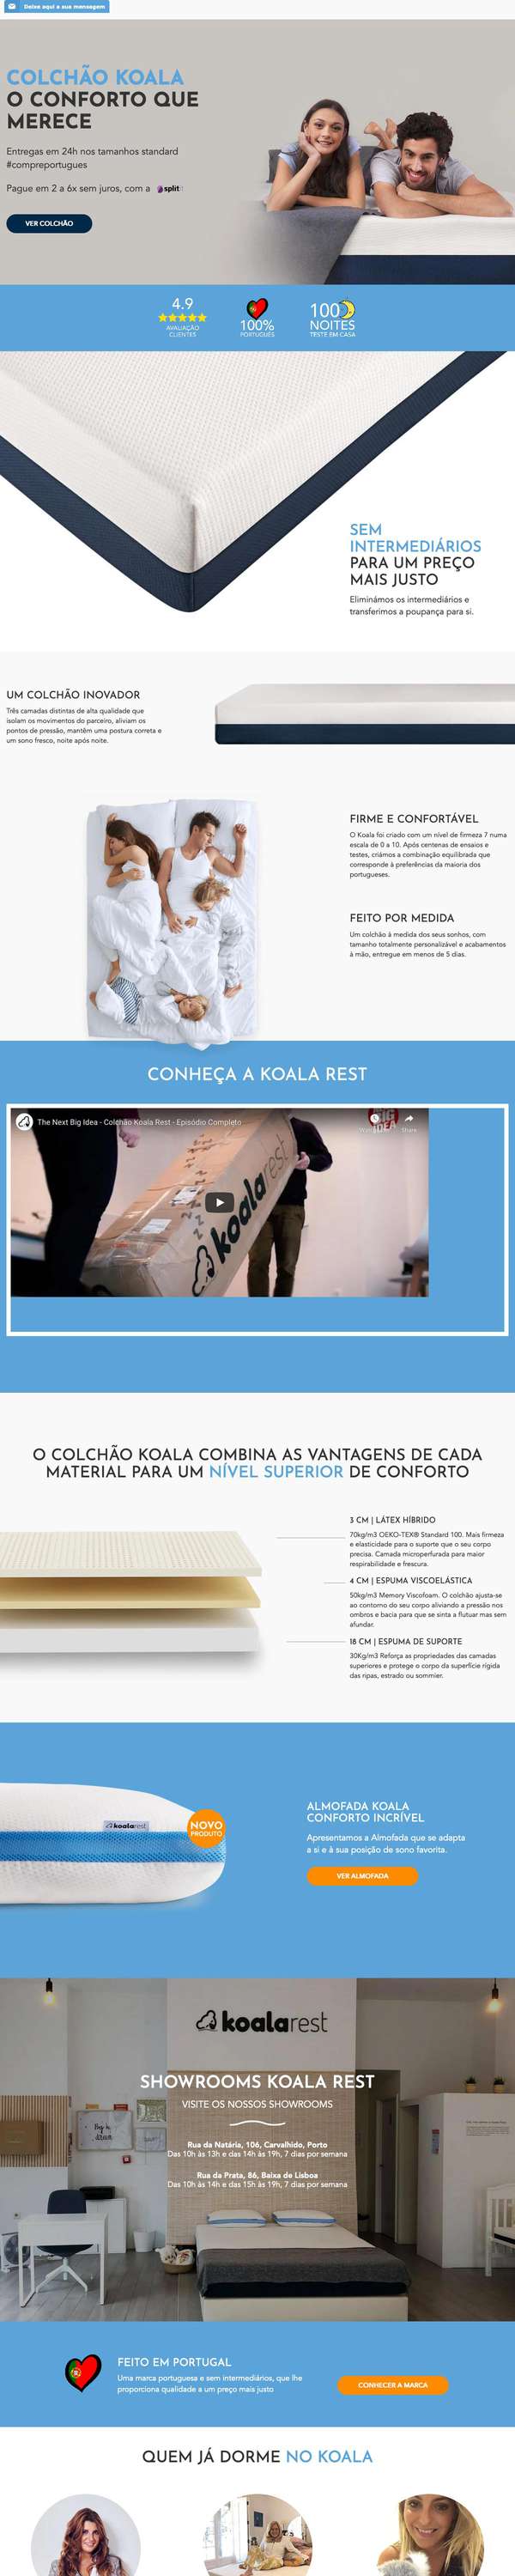 Deixe aqui a sua mensagem
COLCHÃO KOALA
O CONFORTO QUE
MERECE
Entregas em 24h nos tamanhos standard
#compreportugues
Pague em 2 a 6x sem juros, com a split
VER COLCHÃO
4.9
AVALIAÇÃO
CLIENTES
100%
PORTUGUÊS
100
NOITES
TESTE EM CASA
SEM
INTERMEDIÁRIOS
PARA UM PREÇO
MAIS JUSTO
Eliminámos os intermediários e
transferimos a poupança para si.
UM COLCHÃO INOVADOR
Três camadas distintas de alta qualidade que
isolam os movimentos do parceiro, aliviam os
pontos de pressão, mantêm uma postura correta e
um sono fresco, noite após noite.
FIRME E CONFORTÁVEL
O Koala foi criado com um nível de firmeza 7 numa
escala de 0 a 10. Após centenas de ensaios e
testes, criámos a combinação equilibrada que
corresponde à preferências da maioria dos
portugueses.
FEITO POR MEDIDA
Um colchão à medida dos seus sonhos, com
tamanho totalmente personalizável e acabamentos
à mão, entregue em menos de 5 dias.
CONHEÇA A KOALA REST
The Next Big Idea - Colchão Koala Rest - Episódio Completo
Share
BIG
IDEA
koalarest
O COLCHÃO KOALA COMBINA AS VANTAGENS DE CADA
MATERIAL PARA UM NÍVEL SUPERIOR DE CONFORTO
3 CM | LÁTEX HÍBRIDO
70kg/m3 OEKO-TEX® Standard 100. Mais firmeza
e elasticidade para o suporte que o seu corpo
precisa. Camada microperfurada para maior
respirabilidade e frescura.
4 CM | ESPUMA VISCOELÁSTICA
50kg/m3 Memory Viscofoam. O colchão ajusta-se
ao contorno do seu corpo aliviando a pressão nos
ombros e bacia para que se sinta a flutuar mas sem
afundar.
18 CM | ESPUMA DE SUPORTE
30Kg/m3 Reforça as propriedades das camadas
superiores e protege o corpo da superfície rígida
das ripas, estrado ou sommier.
koalarest
NOVO
PRODUTO
ALMOFADA KOALA
CONFORTO INCRÍVEL
Apresentamos a Almofada que se adapta
a si e à sua posição de sono favorita.
VER ALMOFADA
koalarest
SHOWROOMS KOALA REST
VISITE OS NOSSOS SHOWROOMS
Rua da Natária, 106, Carvalhido, Porto
Das 10h às 13h e das 14h às 19h, 7 dias por semana
Rua da Prata, 86, Baixa de Lisboa
Das 10h às 14h e das 15h às 19h, 7 dias por semana
FEITO EM PORTUGAL
Uma marca portuguesa e sem intermediários, que lhe
proporciona qualidade a um preço mais justo
CONHECER A MARCA
QUEM JÁ DORME NO KOALA